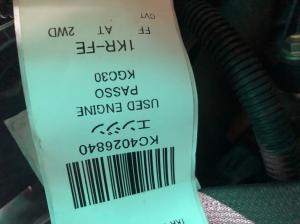 KC4026840
エンジン
USED ENGINE
PASSO
KGC30
1KR-FE
FF AT 2WD
CVT